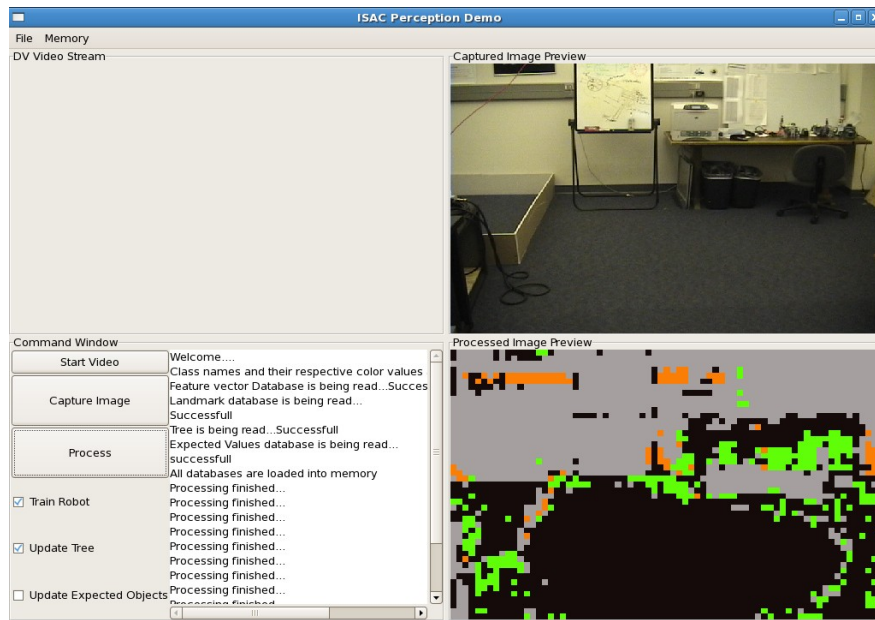 ISAC Perception Demo
File Memory
DV Video Stream
Captured Image Preview
Command Window
Start Video
Capture Image
Process
Train Robot
Update Tree
Update Expected Objects
Welcome....
Class names and their respective color values
Feature vector Database is being read...Succes
Landmark database is being read...
Successfull
Tree is being read...Successfull
Expected Values database is being read...
successfull
All databases are loaded into memory
Processing finished...
Processing finished...
Processing finished...
Processing finished...
Processing finished...
Processing finished...
Processing finished...
Processing finished...
Processing finished...
Processed Image Preview